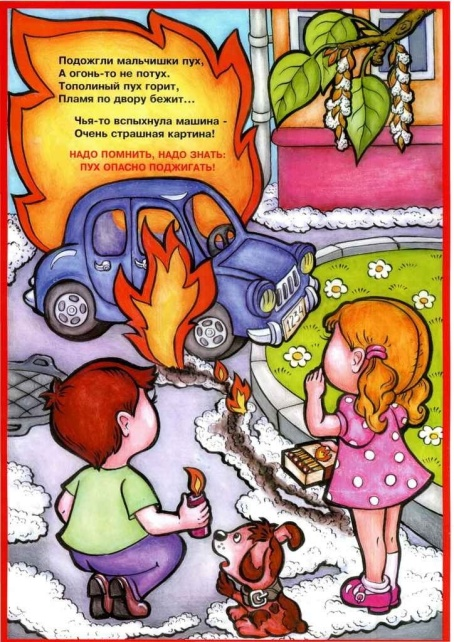 Подожгли мальчишки пух,
А огонь-то не потух.
Тополиный пух горит,
Пламя по двору бежит...
Чья-то вспыхнула машина -
Очень страшная картина!
НАДО ПОМНИТЬ, НАДО ЗНАТЬ:
ПУХ ОПАСНО ПОДЖИГАТЬ!